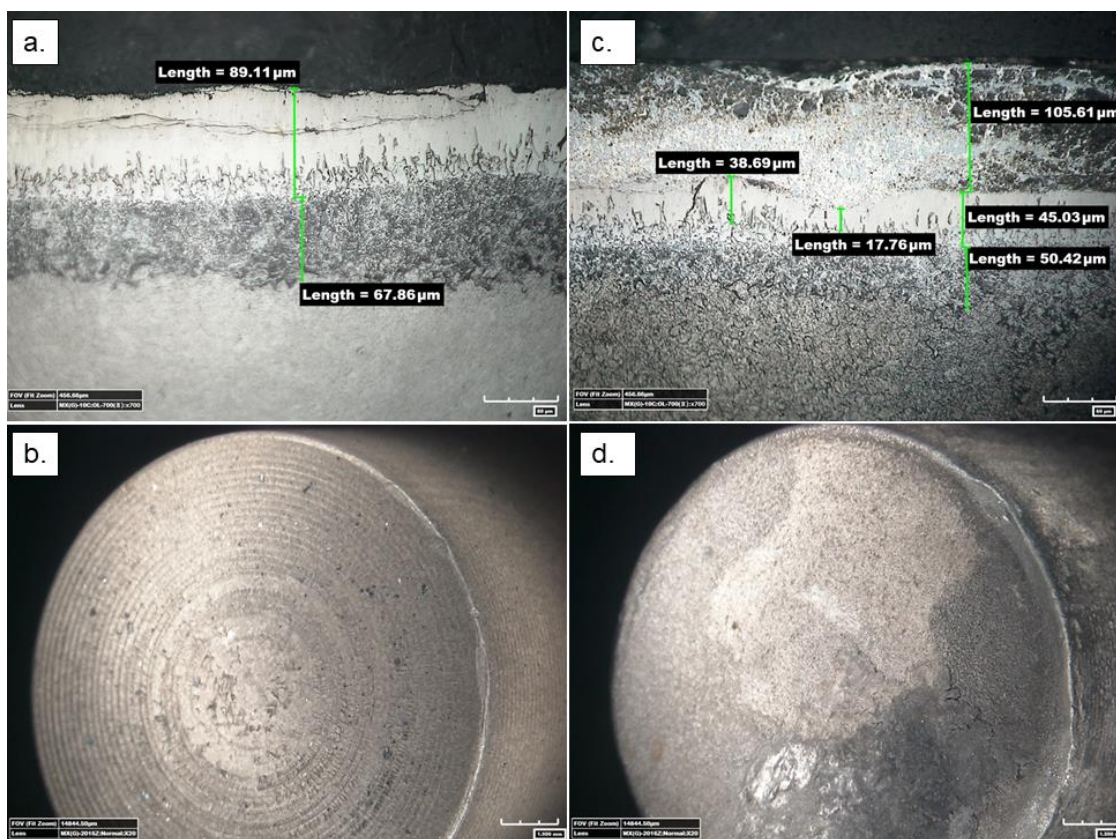 a.
Length = 89.11µm
Length = 67.86µm
FOV (Fit Zoom) 456.66µm
Lens MX(G)-10C:OL-700(Ⅱ):x700
c.
Length = 105.61µm
Length = 38.69µm
Length = 45.03µm
Length = 17.76µm
Length = 50.42µm
FOV (Fit Zoom) 456.66µm
Lens MX(G)-10C:OL-700(Ⅱ):x700
b.
FOV (Fit Zoom) 14844.50µm
Lens MX(G)-2016Z:Normal:X20
d.
FOV (Fit Zoom) 14844.50µm
Lens MX(G)-2016Z:Normal:X20